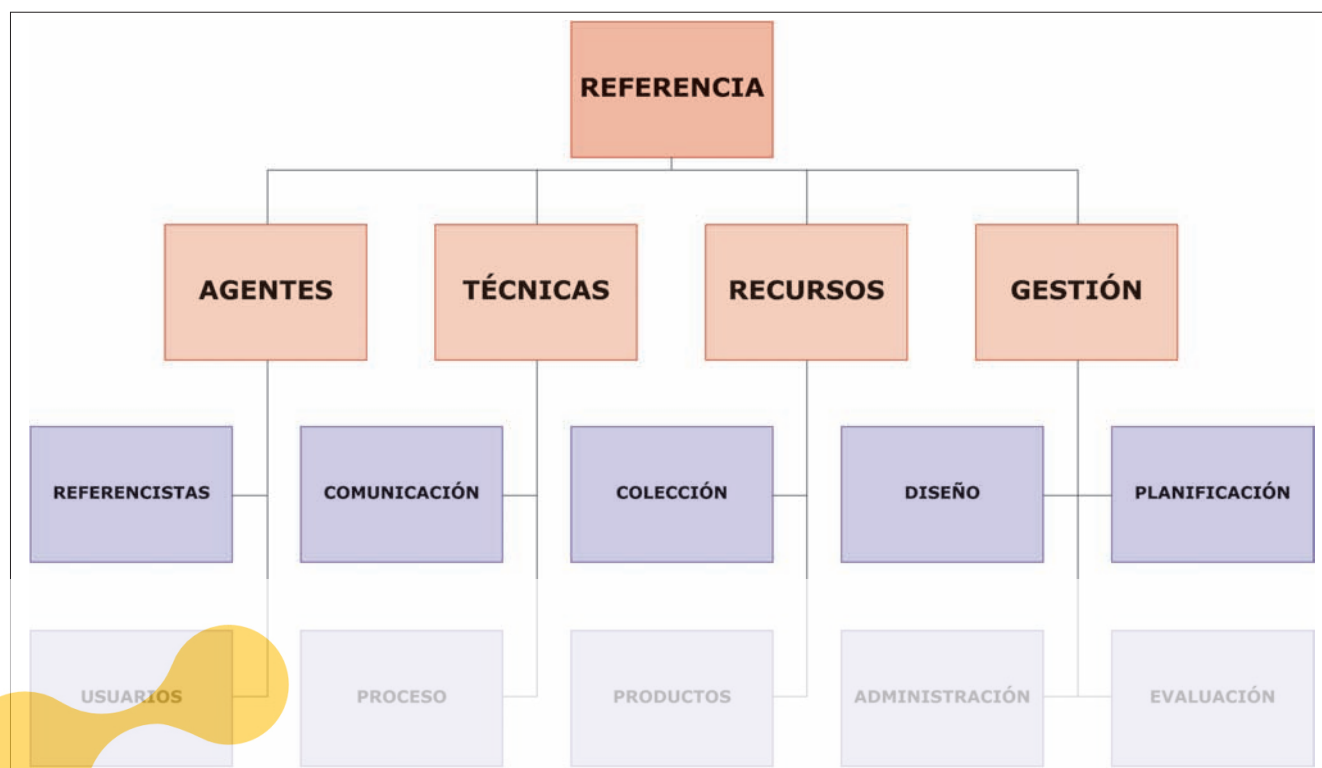 REFERENCIA
AGENTES
TÉCNICAS
RECURSOS
GESTIÓN
REFERENCISTAS
COMUNICACIÓN
COLECCIÓN
DISEÑO
PLANIFICACIÓN
USUARIOS
PROCESO
PRODUCTOS
ADMINISTRACIÓN
EVALUACIÓN